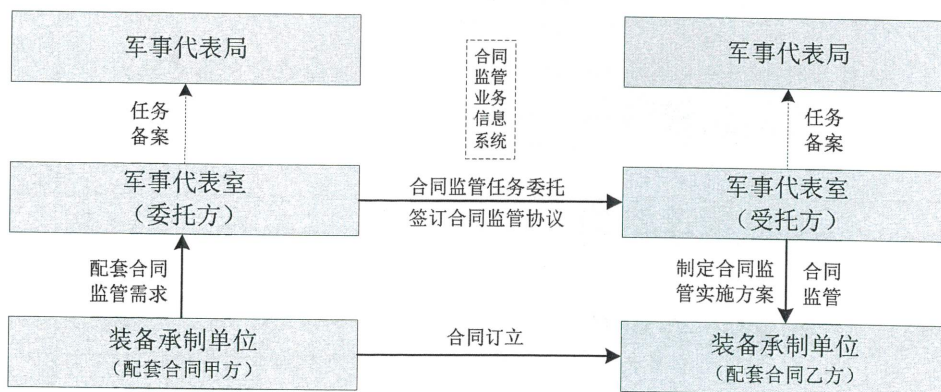 军事代表局
合同
监管
业务
信息
系统
军事代表局
任务
备案
任务
备案
军事代表室
（委托方）
合同监管任务委托
签订合同监管协议
军事代表室
（受托方）
配套合同
监管需求
制定合同监
管实施方案
合同
监管
装备承制单位
（配套合同甲方）
合同订立
装备承制单位
（配套合同乙方）